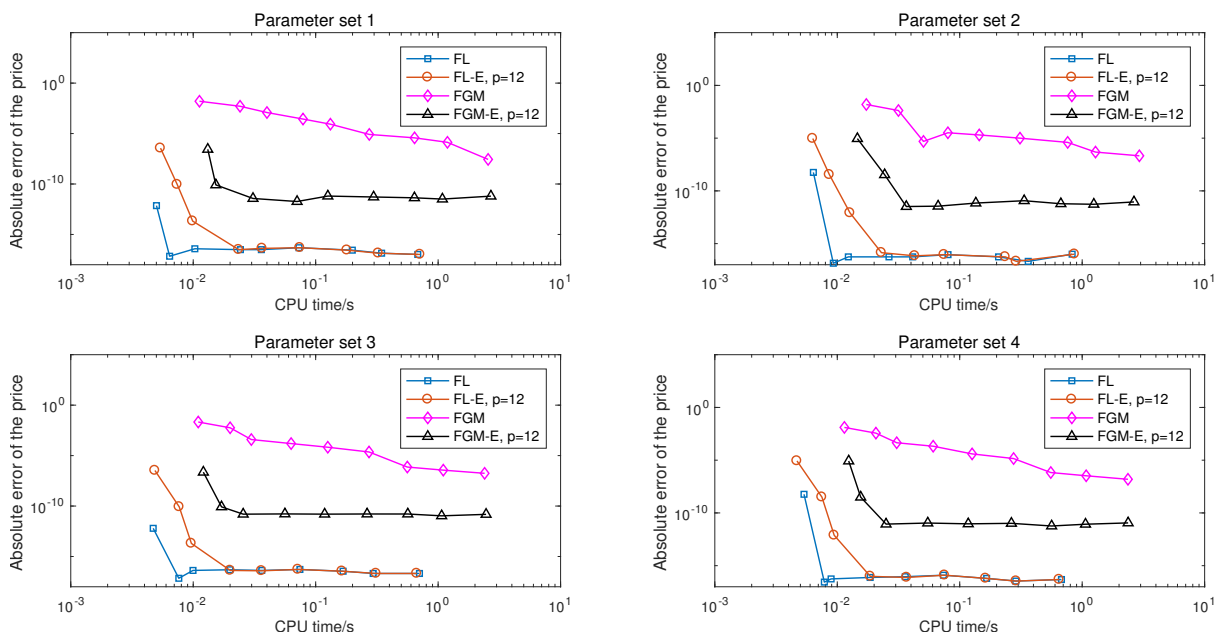 Parameter set 1
Absolute error of the price
10^0
10^-10
FL
FL-E, p=12
FGM
FGM-E, p=12
10^-3
10^-2
10^-1
10^0
10^1
CPU time/s
Parameter set 2
Absolute error of the price
10^0
10^-10
FL
FL-E, p=12
FGM
FGM-E, p=12
10^-3
10^-2
10^-1
10^0
10^1
CPU time/s
Parameter set 3
Absolute error of the price
10^0
10^-10
FL
FL-E, p=12
FGM
FGM-E, p=12
10^-3
10^-2
10^-1
10^0
10^1
CPU time/s
Parameter set 4
Absolute error of the price
10^0
10^-10
FL
FL-E, p=12
FGM
FGM-E, p=12
10^-3
10^-2
10^-1
10^0
10^1
CPU time/s